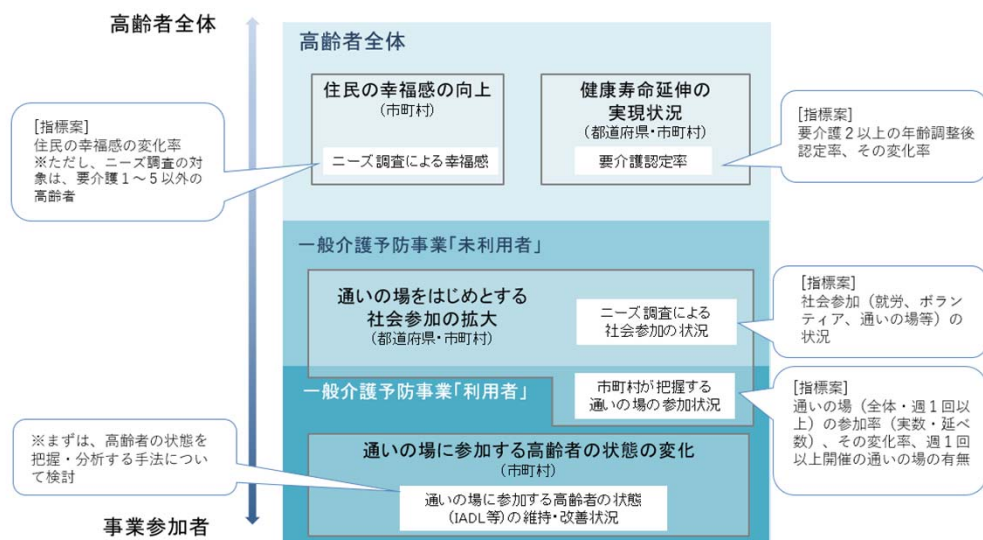 高齢者全体
高齢者全体
住民の幸福感の向上
(市町村)
ニーズ調査による幸福感
健康寿命延伸の
実現状況
(都道府県・市町村)
要介護認定率
[指標案]
住民の幸福感の変化率
※ただし、ニーズ調査の対
象は、要介護１～５以外の
高齢者
[指標案]
要介護２以上の年齢調整後
認定率、その変化率
一般介護予防事業「未利用者」
通いの場をはじめとする
社会参加の拡大
(都道府県・市町村)
ニーズ調査による
社会参加の状況
[指標案]
社会参加（就労、ボラン
ティア、通いの場等）の
状況
一般介護予防事業「利用者」
市町村が把握する
通いの場の参加状況
[指標案]
通いの場（全体・週１回以
上）の参加率（実数・延べ
数）、その変化率、週１回
以上開催の通いの場の有無
※まずは、高齢者の状態を
把握・分析する手法につい
て検討
通いの場に参加する高齢者の状態の変化
(市町村)
通いの場に参加する高齢者の状態
(IADL等)の維持・改善状況
事業参加者